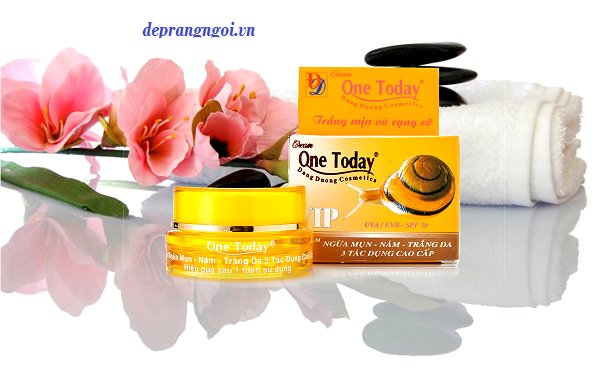 deprangngoi.vn
DD
Cream
One Today®
Dang Duong Cosmetics
Trắng mịn và rạng rỡ
Cream
One Today®
Dang Duong Cosmetics
VIP
UVA / UVB - SPF 30
NGỪA MỤN - NÁM - TRẮNG DA
3 TÁC DỤNG CAO CẤP
One Today®
Ngừa Mụn - Nám - Trắng Da 3 Tác Dụng Cao
Hiệu quả sau 1 tuần sử dụng